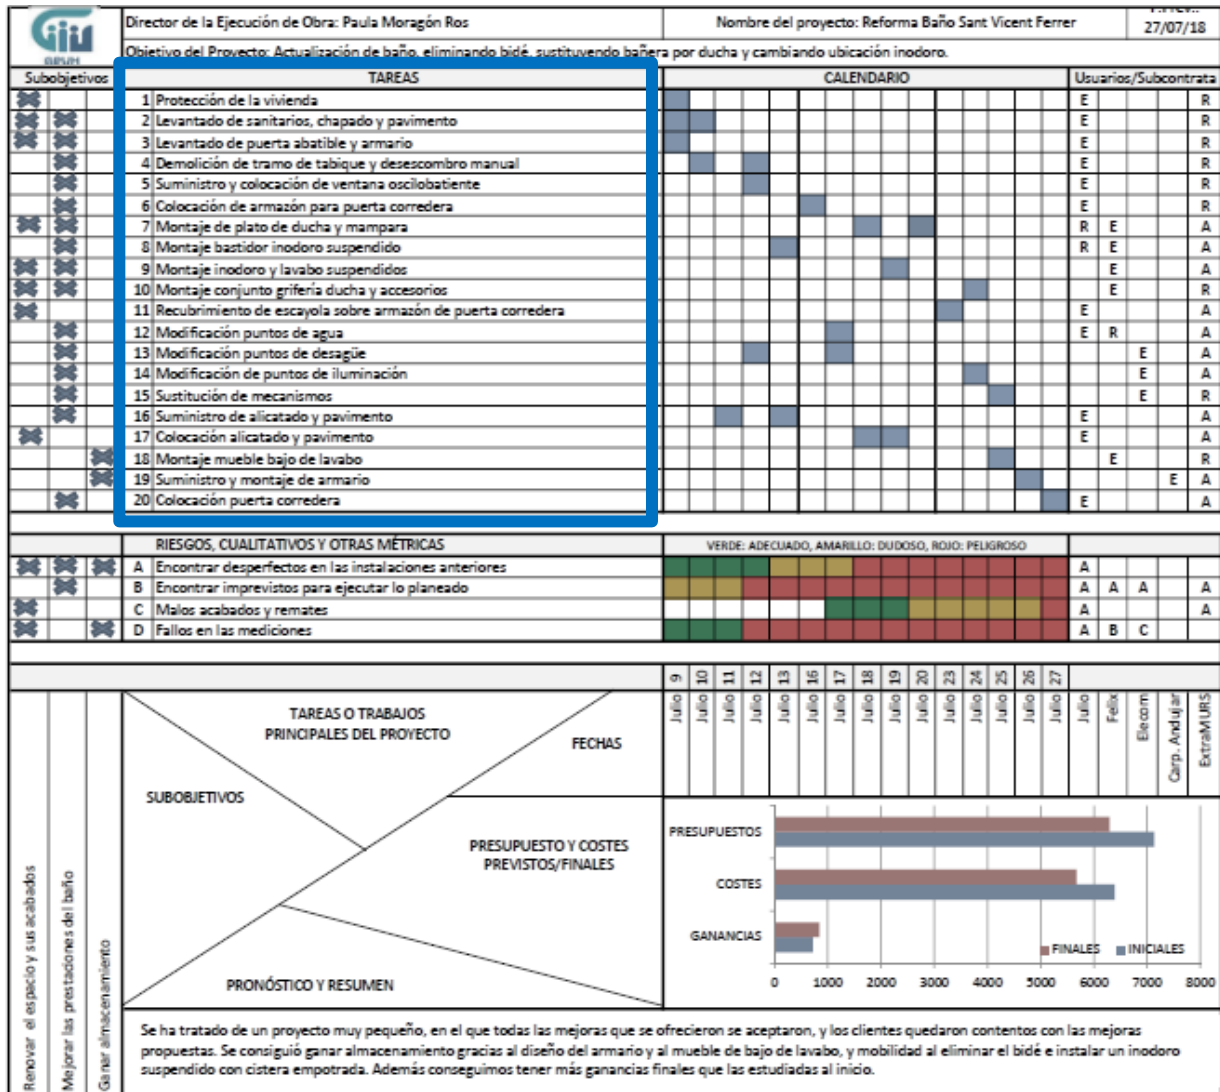 giu
Director de la Ejecución de Obra: Paula Moragón Ros
Nombre del proyecto: Reforma Baño Sant Vicent Ferrer
27/07/18
Objetivo del Proyecto: Actualización de baño, eliminando bidé, sustituyendo bañera por ducha y cambiando ubicación inodoro.
Subobjetivos TAREAS CALENDARIO Usuarios/Subcontrata
1 Protección de la vivienda E R
2 Levantado de sanitarios, chapado y pavimento E R
3 Levantado de puerta abatible y armario E R
4 Demolición de tramo de tabique y desescombro manual E R
5 Suministro y colocación de ventana oscilobatiente E R
6 Colocación de armazón para puerta corredera E R
7 Montaje de plato de ducha y mampara R E A
8 Montaje bastidor inodoro suspendido R E A
9 Montaje inodoro y lavabo suspendidos E A
10 Montaje conjunto grifería ducha y accesorios E R
11 Recubrimiento de escayola sobre armazón de puerta corredera E A
12 Modificación puntos de agua E R A
13 Modificación puntos de desagüe E A
14 Modificación de puntos de iluminación E A
15 Sustitución de mecanismos E R
16 Suministro de alicatado y pavimento E A
17 Colocación alicatado y pavimento E A
18 Montaje mueble bajo de lavabo E R
19 Suministro y montaje de armario E A
20 Colocación puerta corredera E A
RIESGOS, CUALITATIVOS Y OTRAS MÉTRICAS VERDE: ADECUADO, AMARILLO: DUDOSO, ROJO: PELIGROSO
A Encontrar desperfectos en las instalaciones anteriores A
B Encontrar imprevistos para ejecutar lo planeado A A A A
C Malos acabados y remates A A
D Fallos en las mediciones A B C
9 10 11 12 13 16 17 18 19 20 23 24 25 26 27
Julio Julio Julio Julio Julio Julio Julio Julio Julio Julio Julio Julio Julio Julio Julio
Julio
Felix
Elecom
Carp. Andujar
ExtraMURS
TAREAS O TRABAJOS
PRINCIPALES DEL PROYECTO
FECHAS
SUBOBJETIVOS
PRESUPUESTO Y COSTES
PREVISTOS/FINALES
PRONÓSTICO Y RESUMEN
Renovar el espacio y sus acabados
Mejorar las prestaciones del baño
Ganar almacenamiento
PRESUPUESTOS
COSTES
GANANCIAS
FINALES INICIALES
0 1000 2000 3000 4000 5000 6000 7000 8000
Se ha tratado de un proyecto muy pequeño, en el que todas las mejoras que se ofrecieron se aceptaron, y los clientes quedaron contentos con las mejoras
propuestas. Se consiguió ganar almacenamiento gracias al diseño del armario y al mueble de bajo de lavabo, y mobilidad al eliminar el bidé e instalar un inodoro
suspendido con cistera empotrada. Además conseguimos tener más ganancias finales que las estudiadas al inicio.